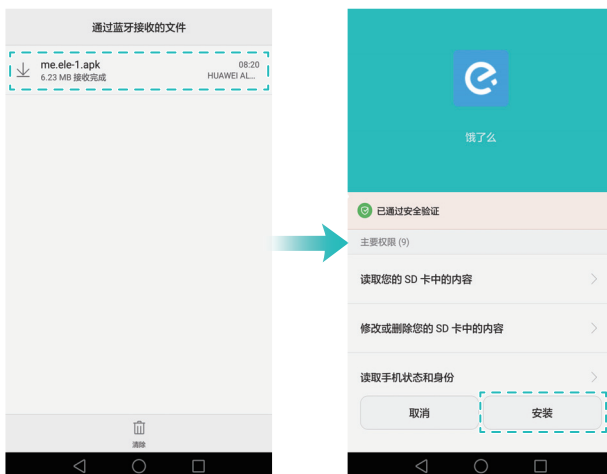 通过蓝牙接收的文件
me.ele-1.apk 08:20
6.23 MB 接收完成 HUAWEI AL...
清除
饿了么
已通过安全验证
主要权限 (9)
读取您的 SD 卡中的内容
修改或删除您的 SD 卡中的内容
读取手机状态和身份
取消 安装